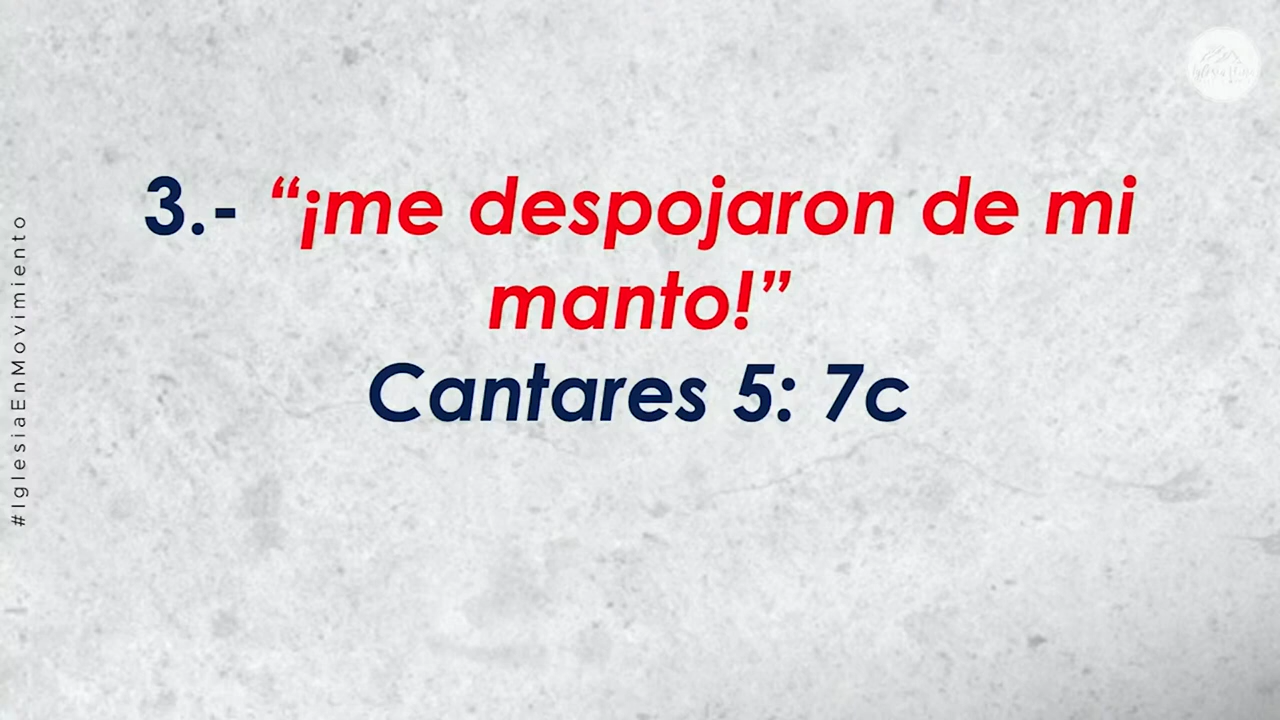 3.- “¡me despojaron de mi
manto!”
Cantares 5: 7c
#IglesiaEnMovimiento